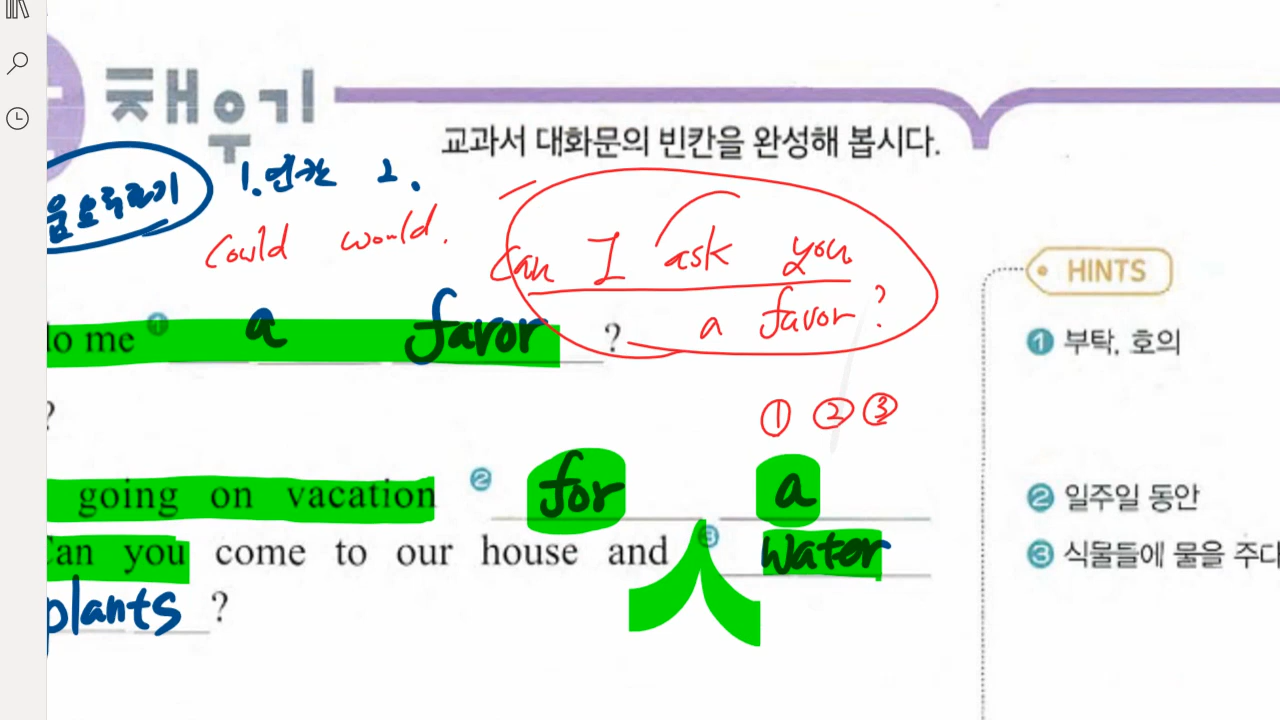 채우기
교과서 대화문의 빈칸을 완성해 봅시다.
1. 2.
could would.
Can I ask you
a favor?
HINTS
do me ① a favor ?
① 부탁, 호의
?
① ② ③
going on vacation ② for a
② 일주일 동안
Can you come to our house and ③ water
③ 식물들에 물을 주다
plants ?